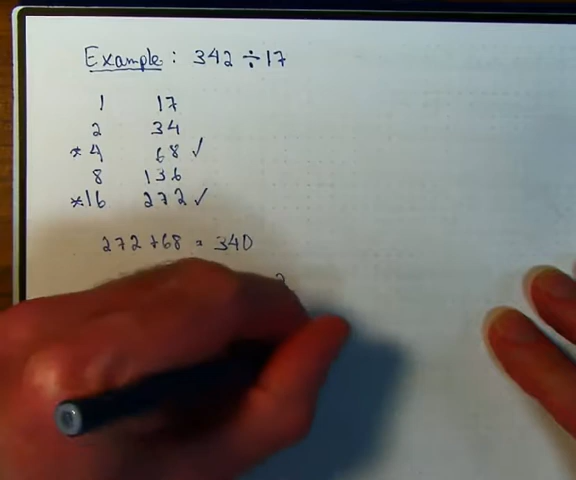 Example: 342 ÷ 17
1 17
2 34
*4 68 ✓
8 136
*16 272 ✓
272 + 68 = 340